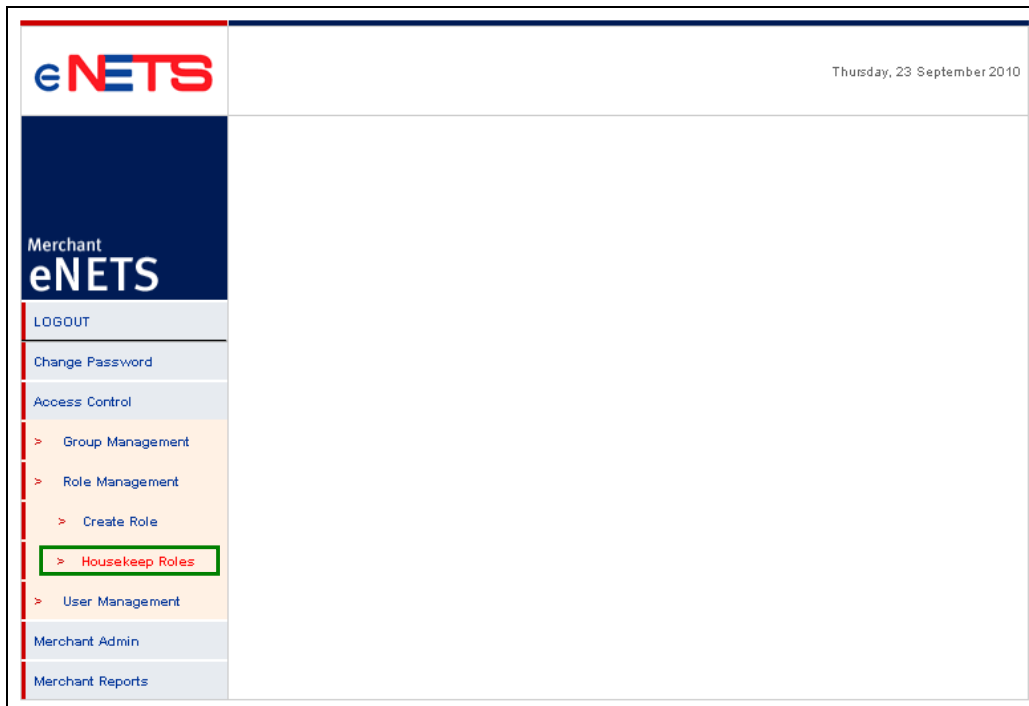 eNETS
Thursday, 23 September 2010
Merchant
eNETS
LOGOUT
Change Password
Access Control
> Group Management
> Role Management
> Create Role
> Housekeep Roles
> User Management
Merchant Admin
Merchant Reports